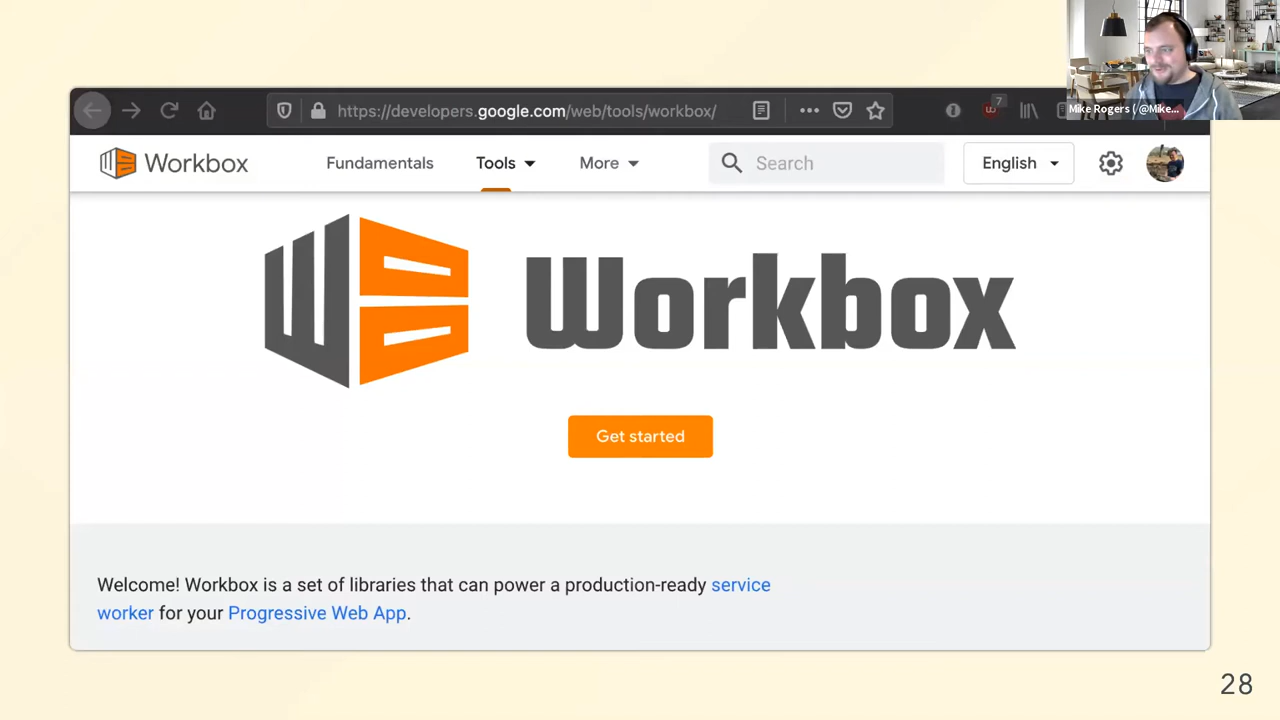 Mike Rogers ( @Mike...
https://developers.google.com/web/tools/workbox/
7
Workbox
Fundamentals
Tools
More
Search
English
Workbox
Get started
Welcome! Workbox is a set of libraries that can power a production-ready service
worker for your Progressive Web App.
28